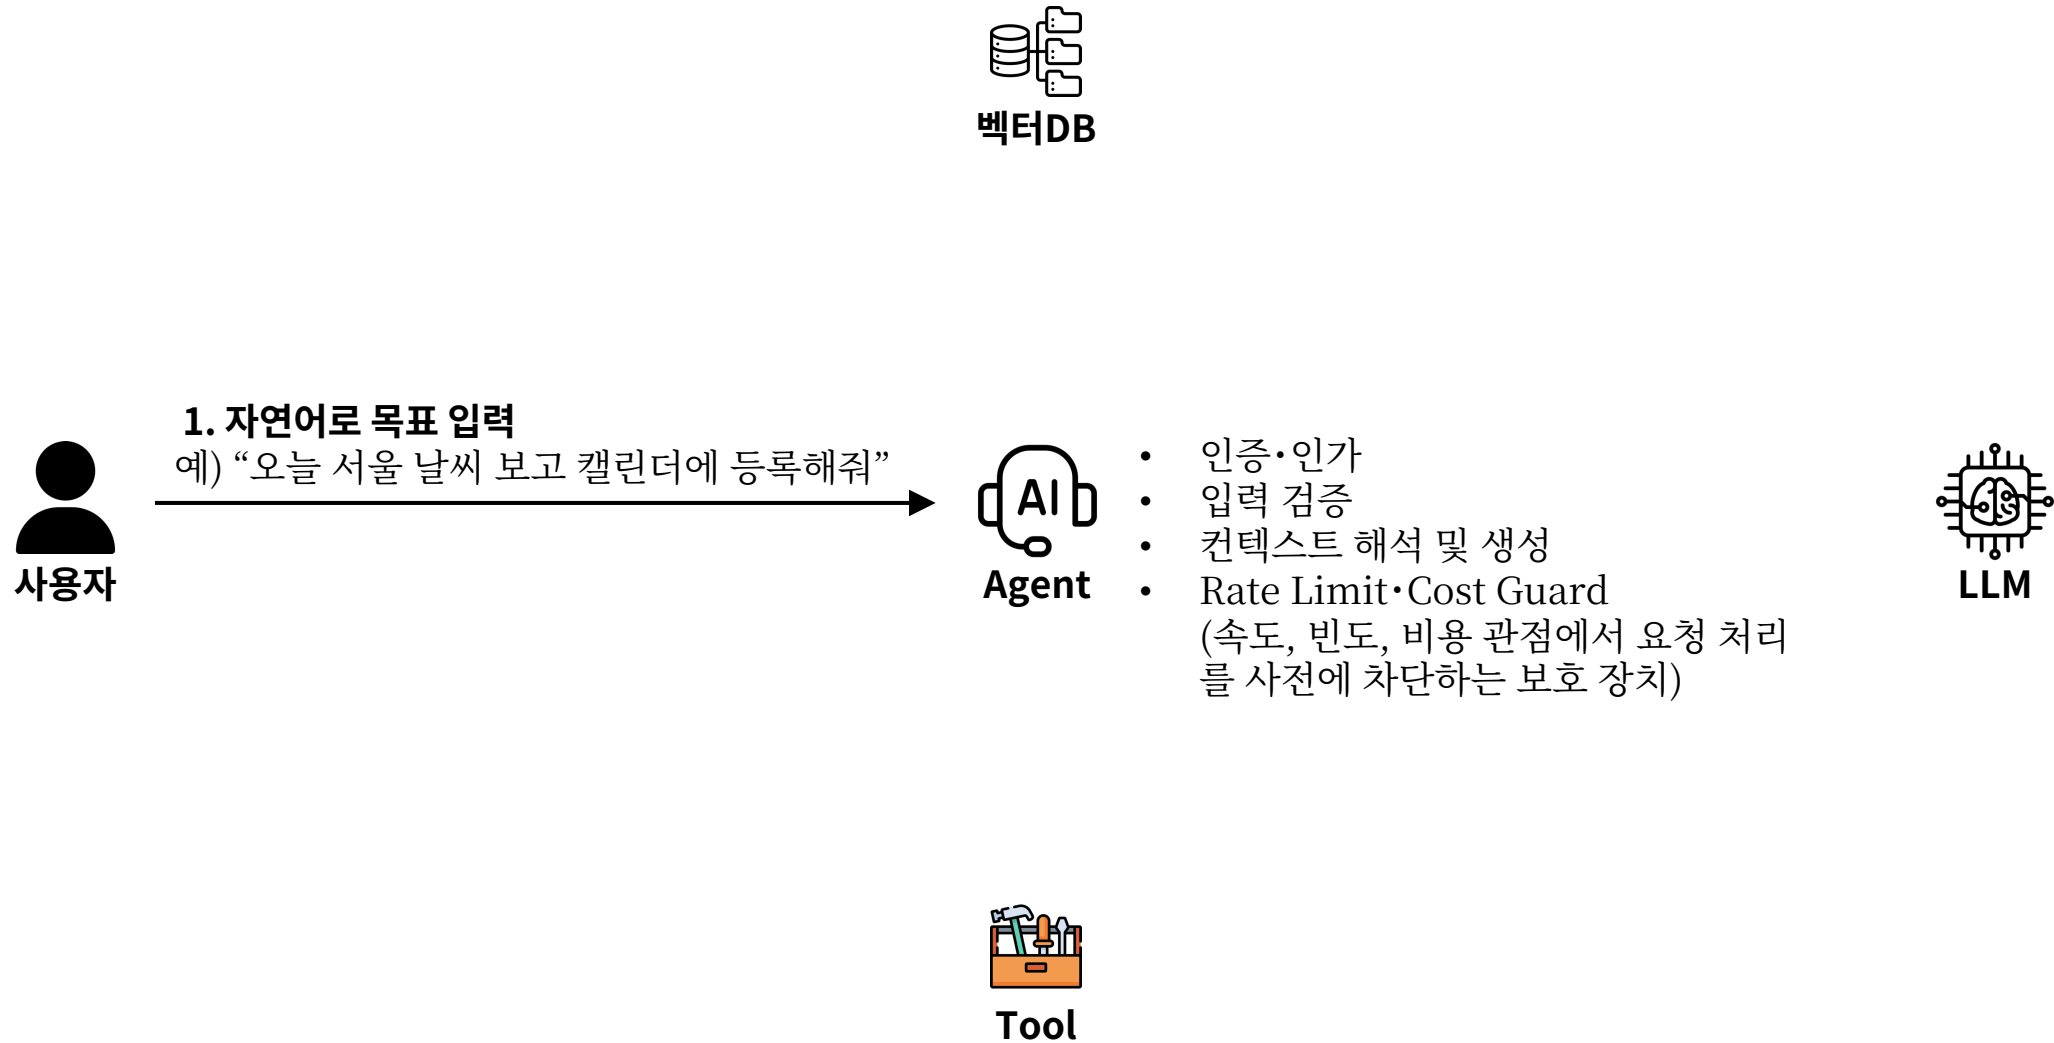 벡터DB
1. 자연어로 목표 입력
예) “오늘 서울 날씨 보고 캘린더에 등록해줘”
사용자
AI
Agent
• 인증･인가
• 입력 검증
• 컨텍스트 해석 및 생성
• Rate Limit･Cost Guard
(속도, 빈도, 비용 관점에서 요청 처리
를 사전에 차단하는 보호 장치)
LLM
Tool